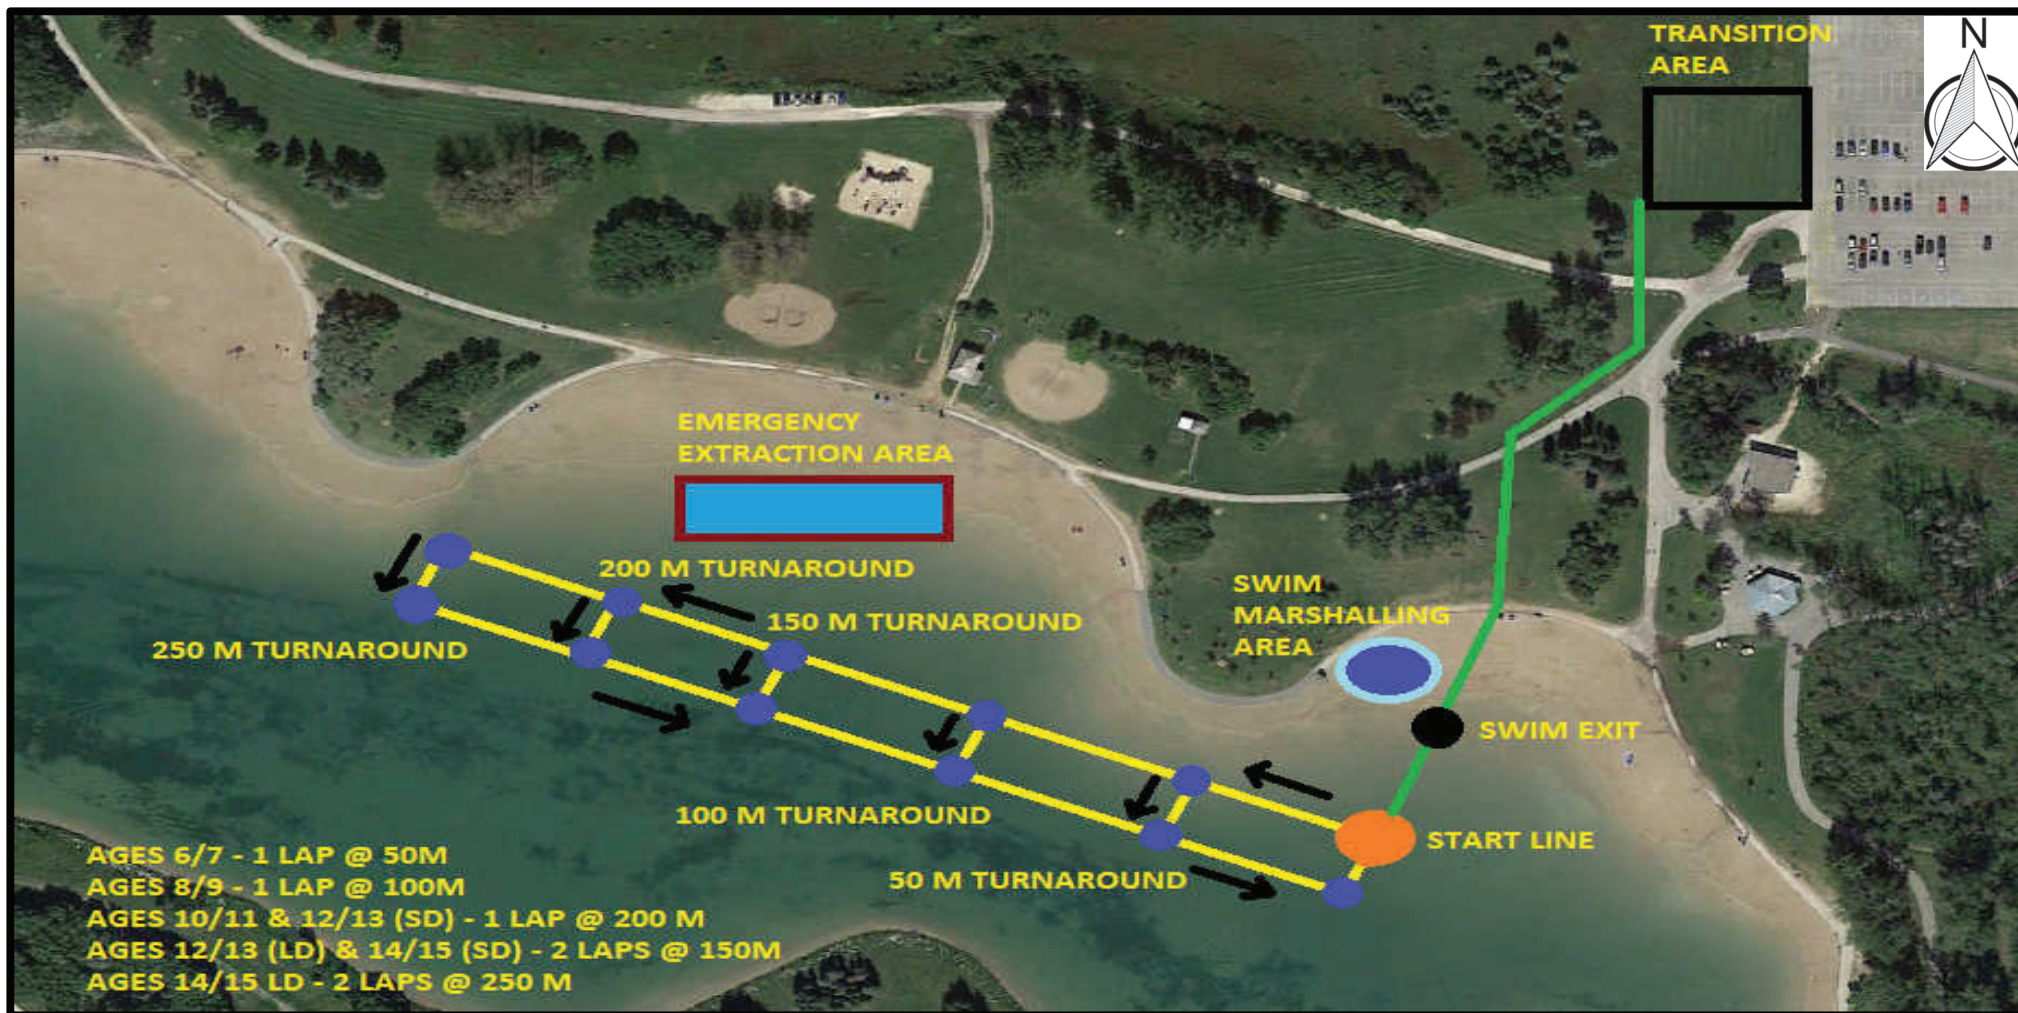 TRANSITION
AREA
N
EMERGENCY
EXTRACTION AREA
200 M TURNAROUND
150 M TURNAROUND
SWIM
MARSHALLING
AREA
250 M TURNAROUND
SWIM EXIT
100 M TURNAROUND
START LINE
50 M TURNAROUND
AGES 6/7 - 1 LAP @ 50M
AGES 8/9 - 1 LAP @ 100M
AGES 10/11 & 12/13 (SD) - 1 LAP @ 200 M
AGES 12/13 (LD) & 14/15 (SD) - 2 LAPS @ 150M
AGES 14/15 LD - 2 LAPS @ 250 M